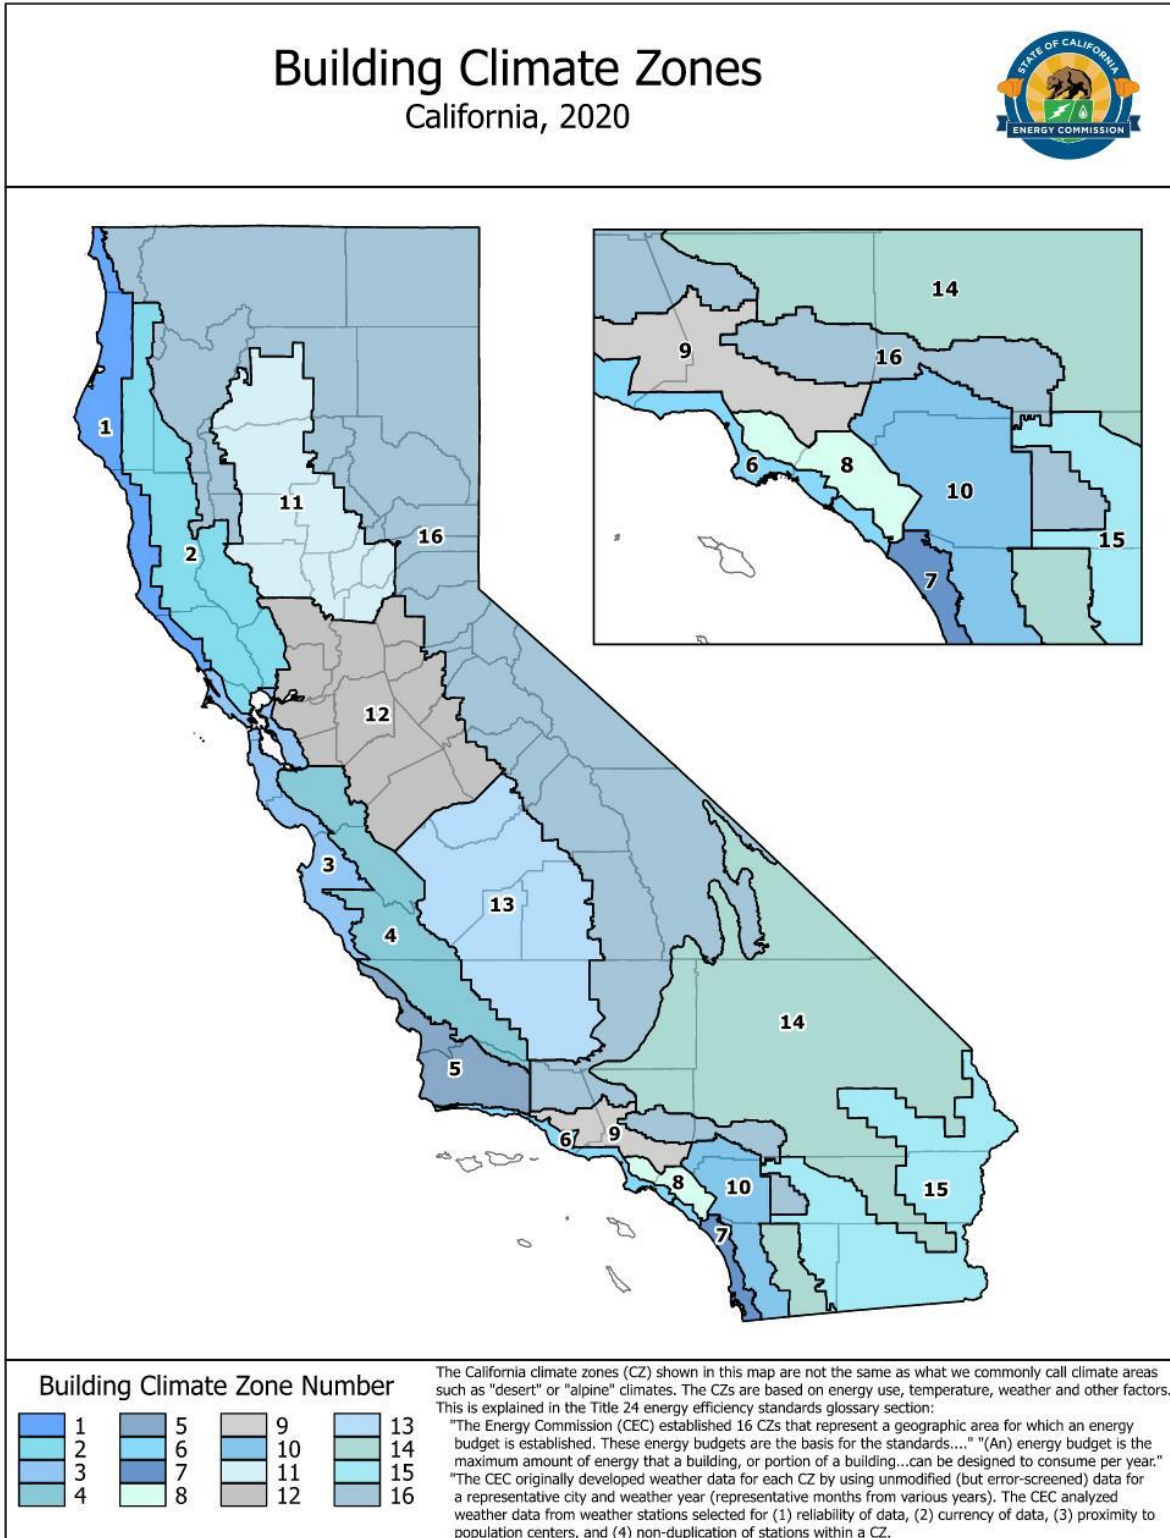 Building Climate Zones
California, 2020
STATE OF CALIFORNIA
ENERGY COMMISSION
1
2
11
16
12
3
13
4
14
5
6
9
8
10
15
7
14
9
16
6
8
10
15
7
Building Climate Zone Number
1 5 9 13
2 6 10 14
3 7 11 15
4 8 12 16
The California climate zones (CZ) shown in this map are not the same as what we commonly call climate areas
such as "desert" or "alpine" climates. The CZs are based on energy use, temperature, weather and other factors.
This is explained in the Title 24 energy efficiency standards glossary section:
"The Energy Commission (CEC) established 16 CZs that represent a geographic area for which an energy
budget is established. These energy budgets are the basis for the standards...." "(An) energy budget is the
maximum amount of energy that a building, or portion of a building...can be designed to consume per year."
"The CEC originally developed weather data for each CZ by using unmodified (but error-screened) data for
a representative city and weather year (representative months from various years). The CEC analyzed
weather data from weather stations selected for (1) reliability of data, (2) currency of data, (3) proximity to
population centers, and (4) non-duplication of stations within a CZ.